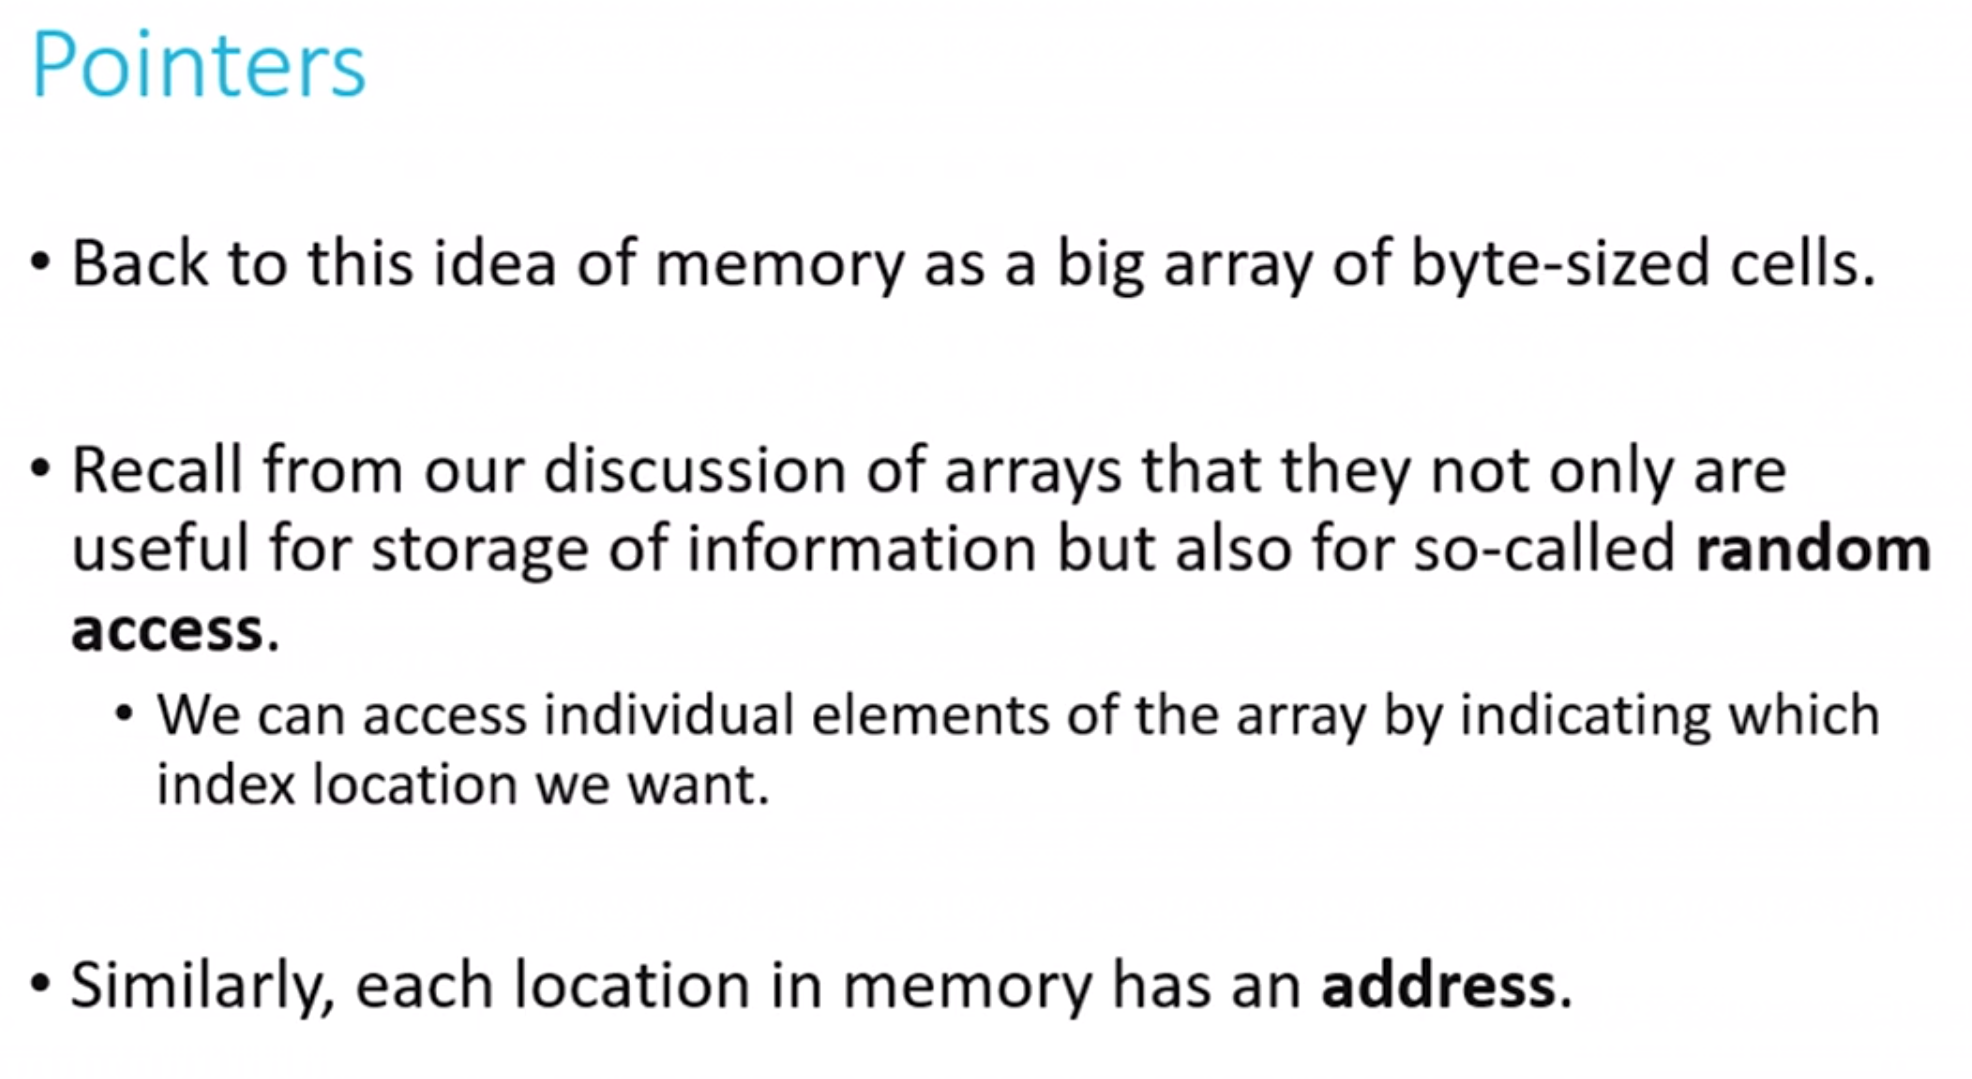 Pointers
• Back to this idea of memory as a big array of byte-sized cells.
• Recall from our discussion of arrays that they not only are
useful for storage of information but also for so-called random
access.
• We can access individual elements of the array by indicating which
index location we want.
• Similarly, each location in memory has an address.